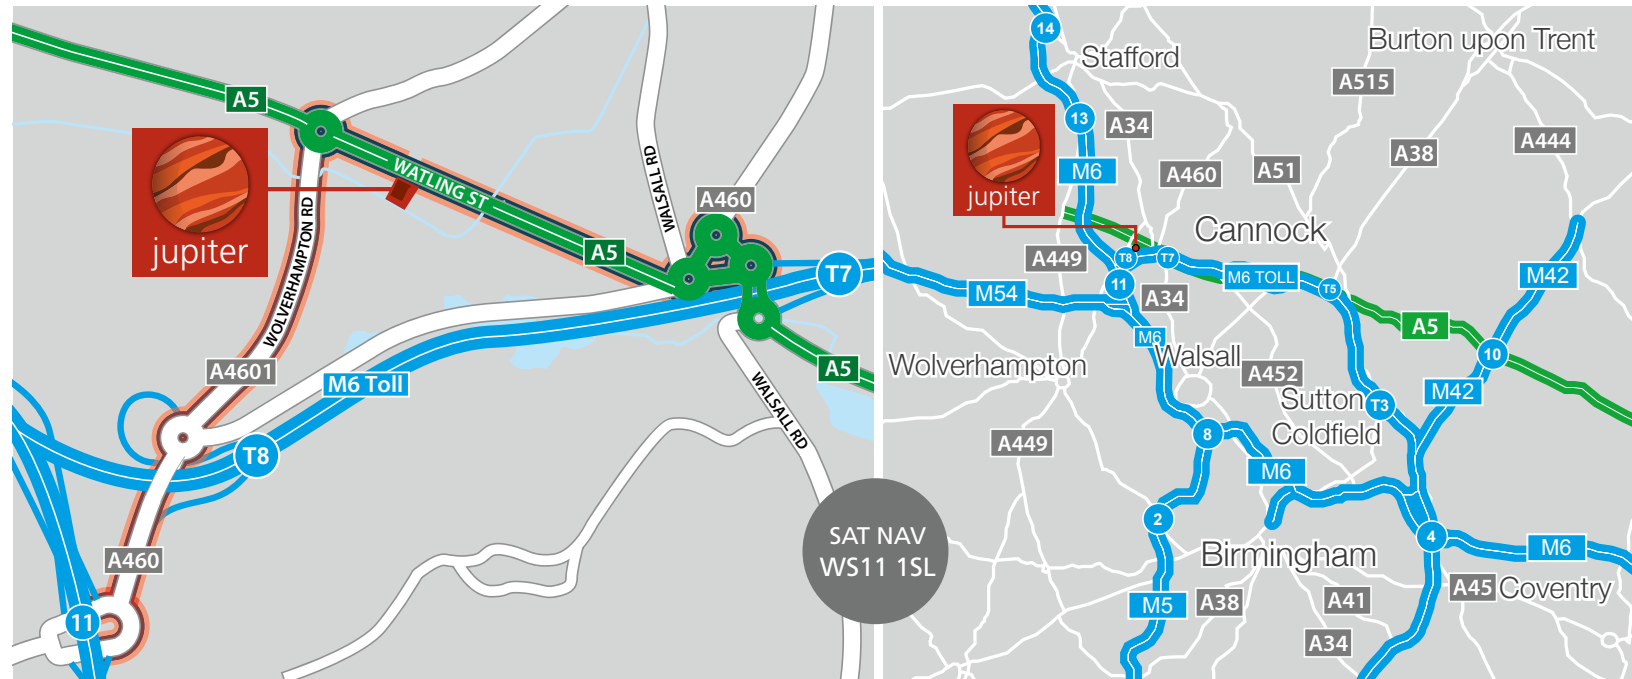 A5
jupiter
WATLING ST
WOLVERHAMPTON RD
WALSALL RD
A460
A5
T7
A4601
M6 Toll
A5
WALSALL RD
T8
A460
11
SAT NAV
WS11 1SL
14
Stafford
Burton upon Trent
A515
13
A34
A38
A444
M6
A460
A51
jupiter
Cannock
A449
T8
T7
M6 TOLL
M42
11
M54
A34
T5
A5
M6
Wolverhampton
Walsall
A452
10
M42
Sutton
Coldfield
T3
A449
8
M6
2
4
Birmingham
M6
M5
A38
A41
A45
Coventry
A34